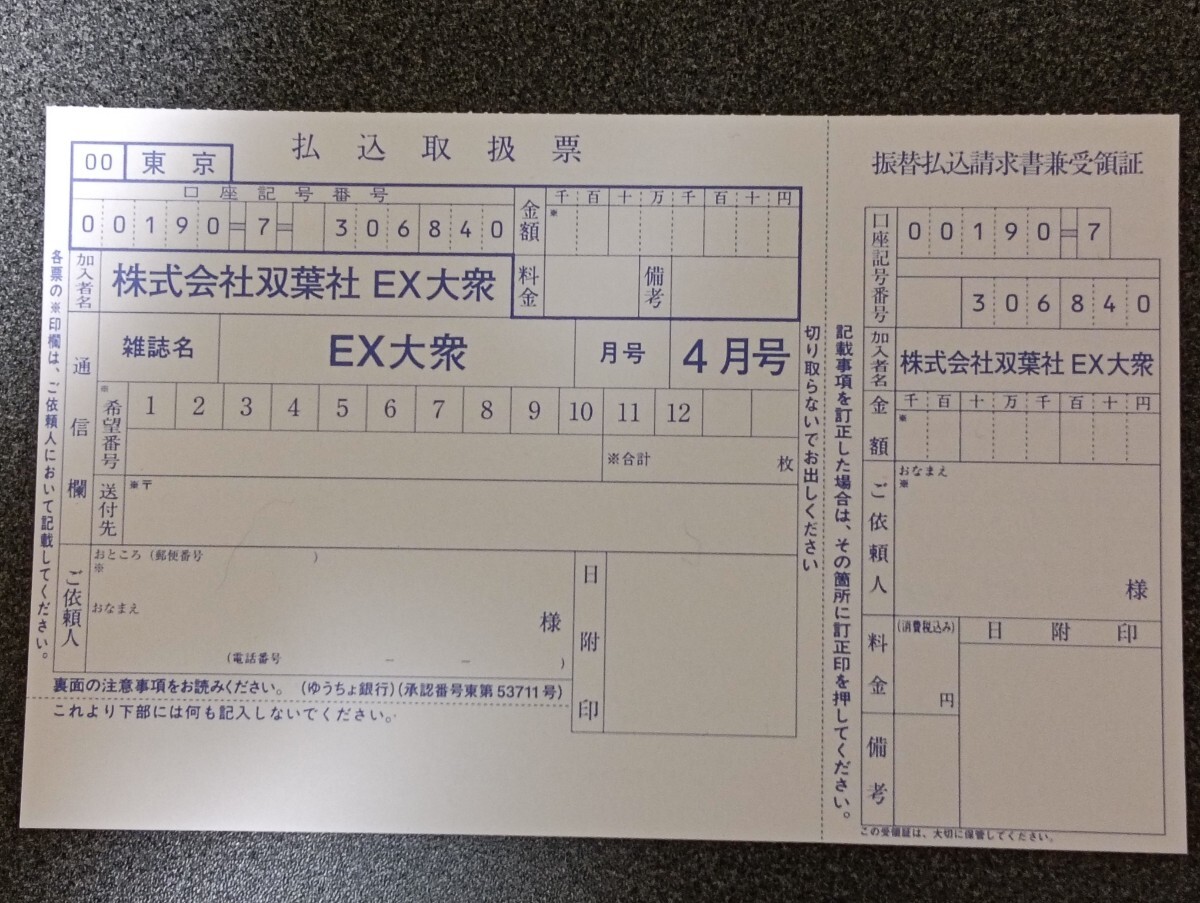 払込取扱票
00 東京
口座記号番号
00190=7= 306840
金額
千百十万千百十円
※
加入者名
株式会社双葉社 EX大衆
料金
備考
通信欄
雑誌名
EX大衆
月号
4月号
※希望番号
1 2 3 4 5 6 7 8 9 10 11 12
※合計 枚
送付先
※〒
ご依頼人
おところ(郵便番号 )
※
おなまえ
様
(電話番号 － － )
日附印
裏面の注意事項をお読みください。 (ゆうちょ銀行)(承認番号東第53711号)
これより下部には何も記入しないでください。
各票の※印欄は、ご依頼人において記載してください。
切り取らないでお出しください
記載事項を訂正した場合は、その箇所に訂正印を押してください。
振替払込請求書兼受領証
口座記号番号
00190=7
306840
加入者名
株式会社双葉社 EX大衆
金額
千百十万千百十円
※
ご依頼人
おなまえ
※
様
料金
(消費税込み)
円
日附印
備考
この受領証は、大切に保管してください。